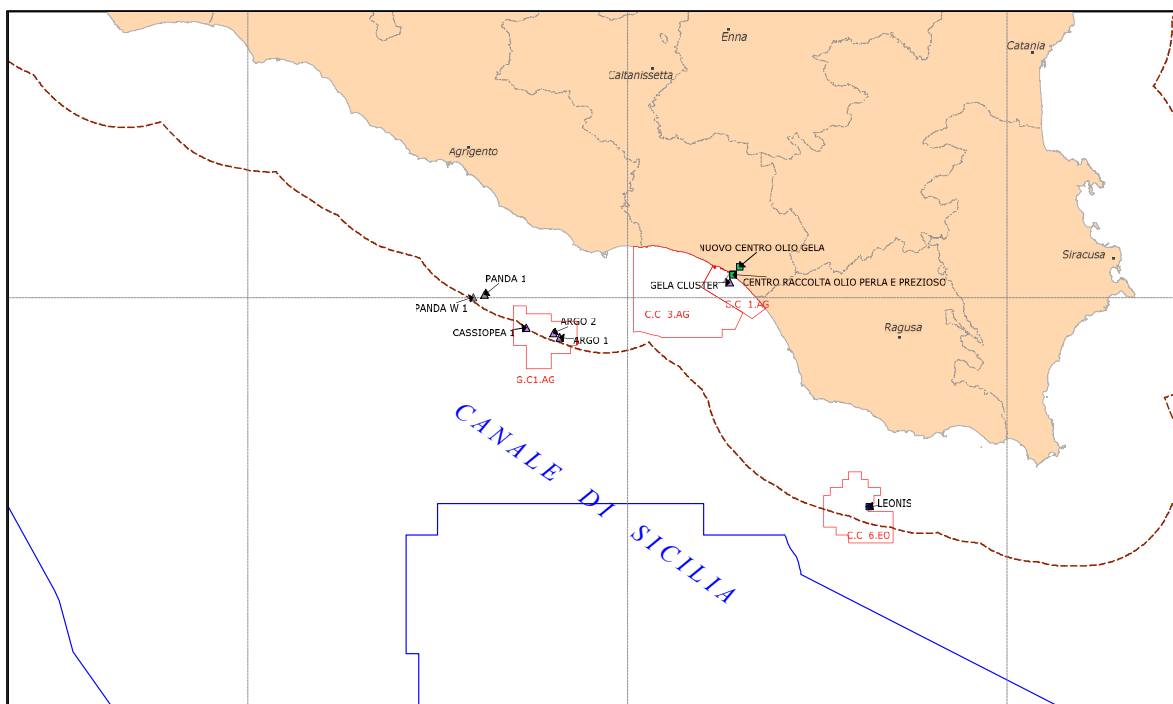 Enna
Catania
Caltanissetta
Agrigento
NUOVO CENTRO OLIO GELA
Siracusa
PANDA 1
GELA CLUSTER
CENTRO RACCOLTA OLIO PERLA E PREZIOSO
PANDA W 1
C.C 1.AG
C.C 3.AG
ARGO 2
CASSIOPEA 1
Ragusa
ARGO 1
G.C1.AG
CANALE DI SICILIA
LEONIS
C.C 6.EO